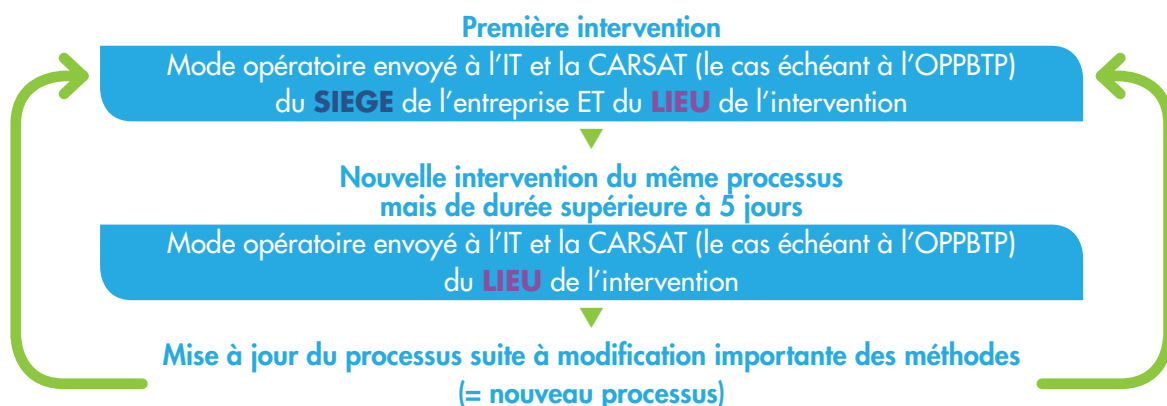 Première intervention
Mode opératoire envoyé à l'IT et la CARSAT (le cas échéant à l'OPPBTP)
du SIEGE de l'entreprise ET du LIEU de l'intervention
Nouvelle intervention du même processus
mais de durée supérieure à 5 jours
Mode opératoire envoyé à l'IT et la CARSAT (le cas échéant à l'OPPBTP)
du LIEU de l'intervention
Mise à jour du processus suite à modification importante des méthodes
(= nouveau processus)